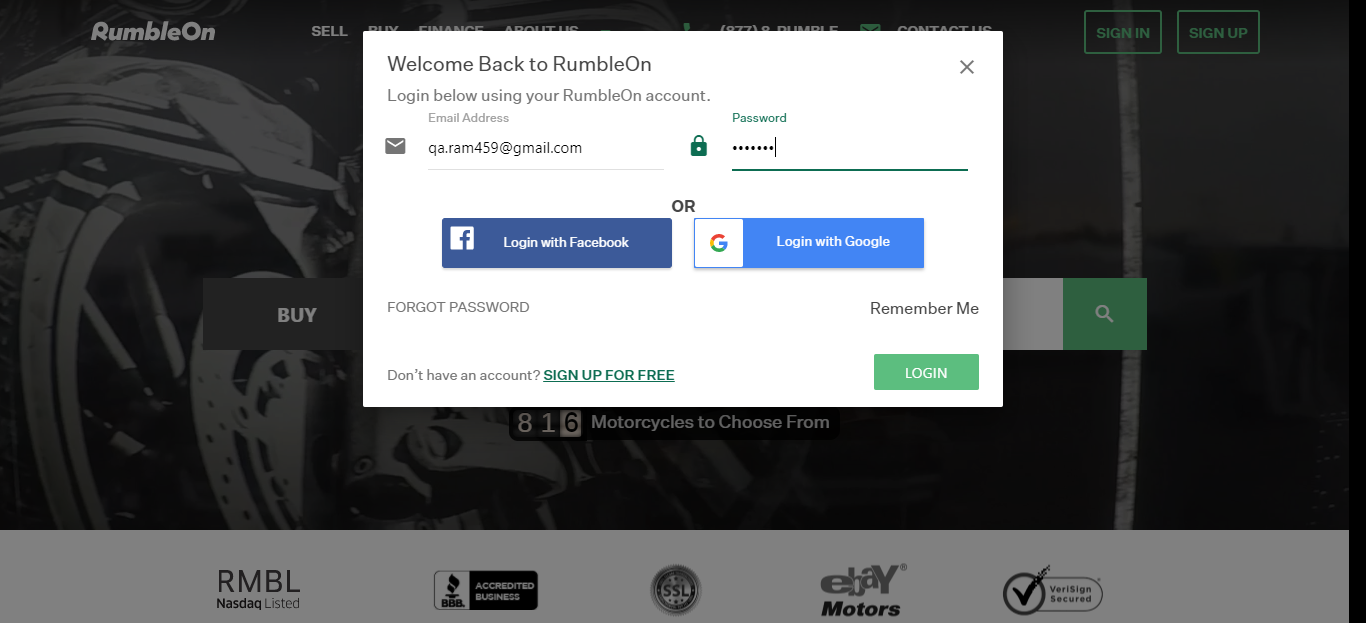 RumbleOn
SELL BUY FINANCE ABOUT US (877) 8-RUMBLE CONTACT US SIGN IN SIGN UP
Welcome Back to RumbleOn
Login below using your RumbleOn account.
Email Address Password
qa.ram459@gmail.com •••••••
OR
Login with Facebook Login with Google
BUY
FORGOT PASSWORD Remember Me
Don't have an account? SIGN UP FOR FREE LOGIN
816 Motorcycles to Choose From
RMBL
Nasdaq Listed
BBB.
ACCREDITED
BUSINESS
SSL
ebay®
Motors
VeriSign
Secured